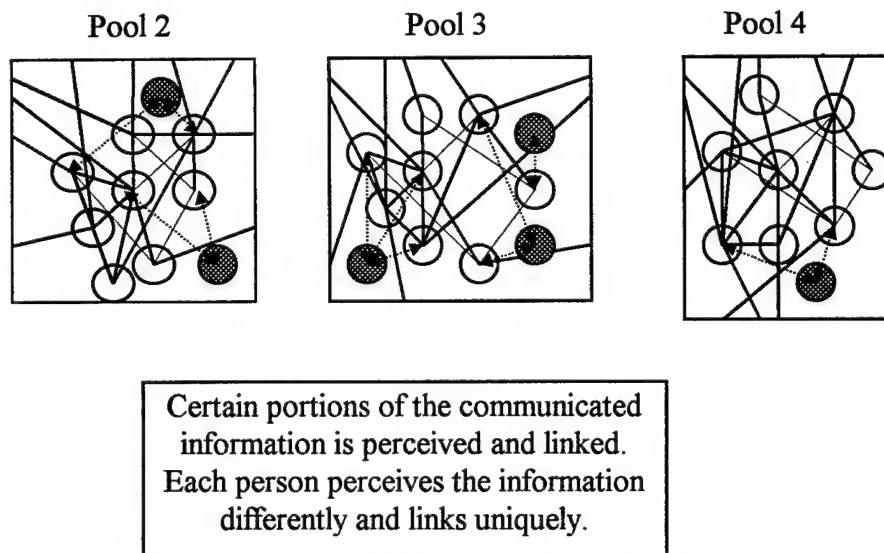 Pool 2
Pool 3
Pool 4
Certain portions of the communicated
information is perceived and linked.
Each person perceives the information
differently and links uniquely.